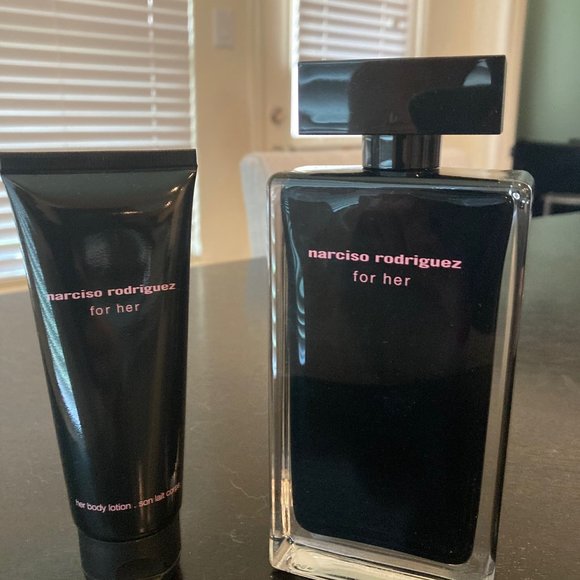 narciso rodriguez
for her
her body lotion . son lait corps
narciso rodriguez
for her